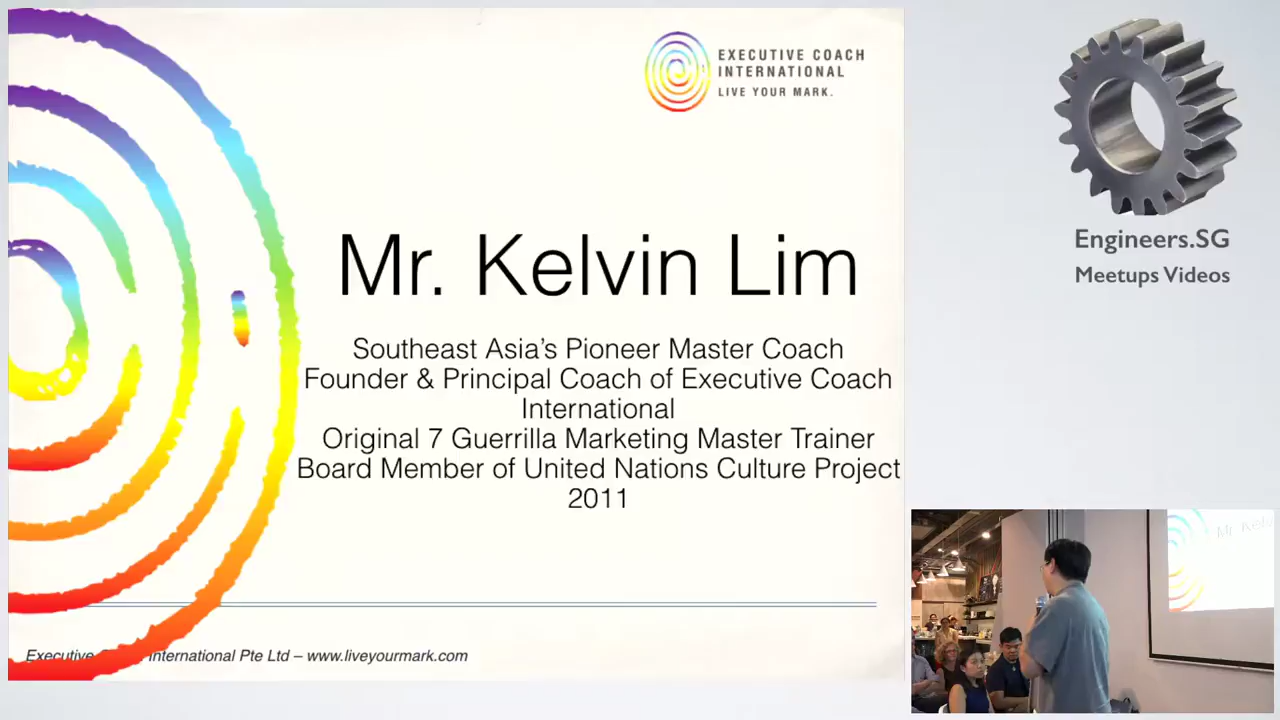 EXECUTIVE COACH
INTERNATIONAL
LIVE YOUR MARK.
Mr. Kelvin Lim
Southeast Asia's Pioneer Master Coach
Founder & Principal Coach of Executive Coach
International
Original 7 Guerrilla Marketing Master Trainer
Board Member of United Nations Culture Project
2011
Executive International Pte Ltd – www.liveyourmark.com
Engineers.SG
Meetups Videos
Mr. Kelv